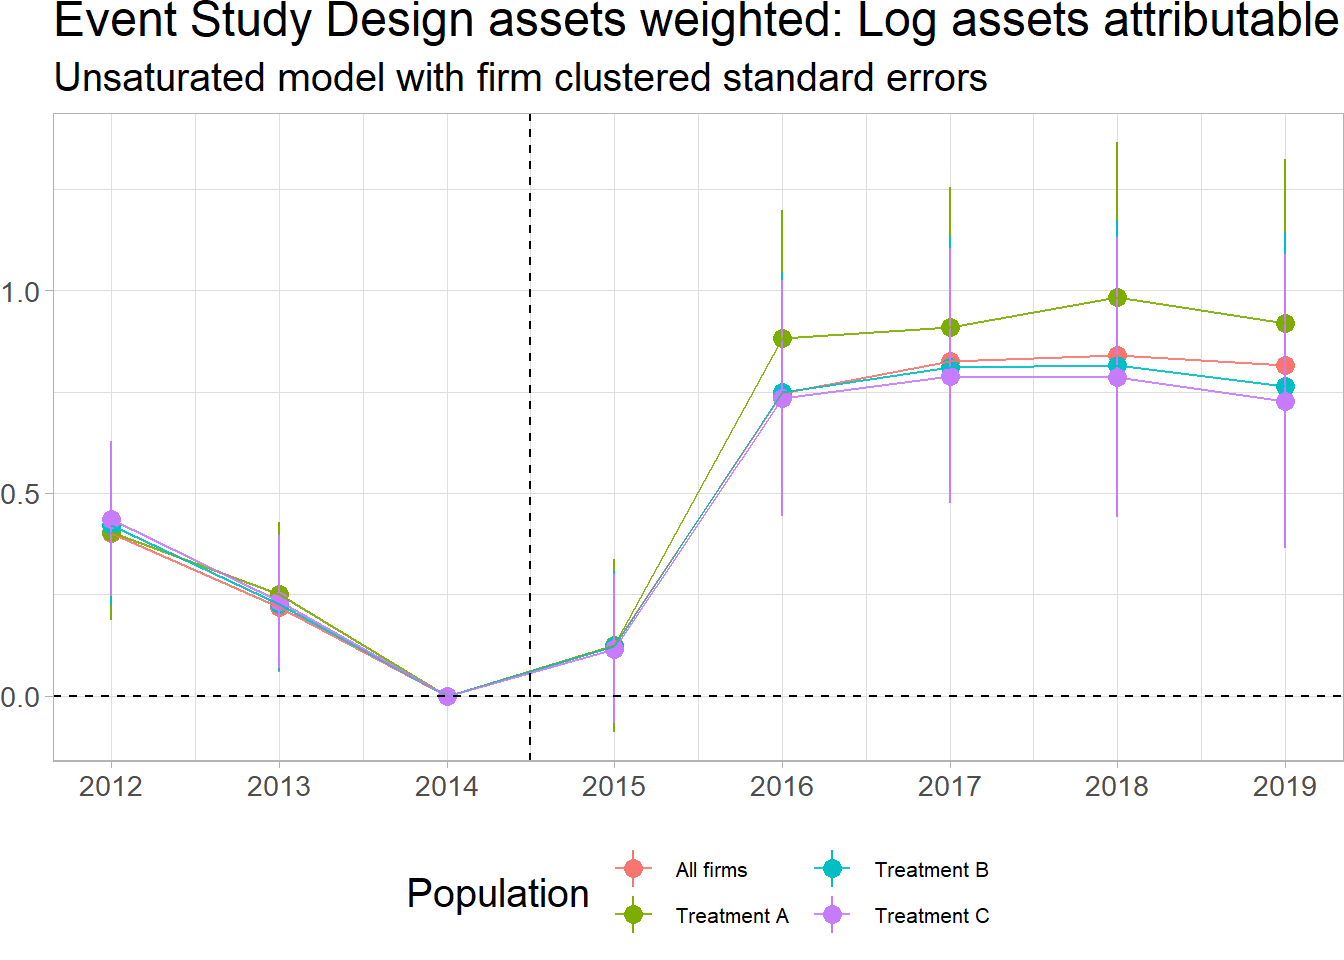 Event Study Design assets weighted: Log assets attributable
Unsaturated model with firm clustered standard errors
1.0
0.5
0.0
2012 2013 2014 2015 2016 2017 2018 2019
Population
All firms
Treatment B
Treatment A
Treatment C